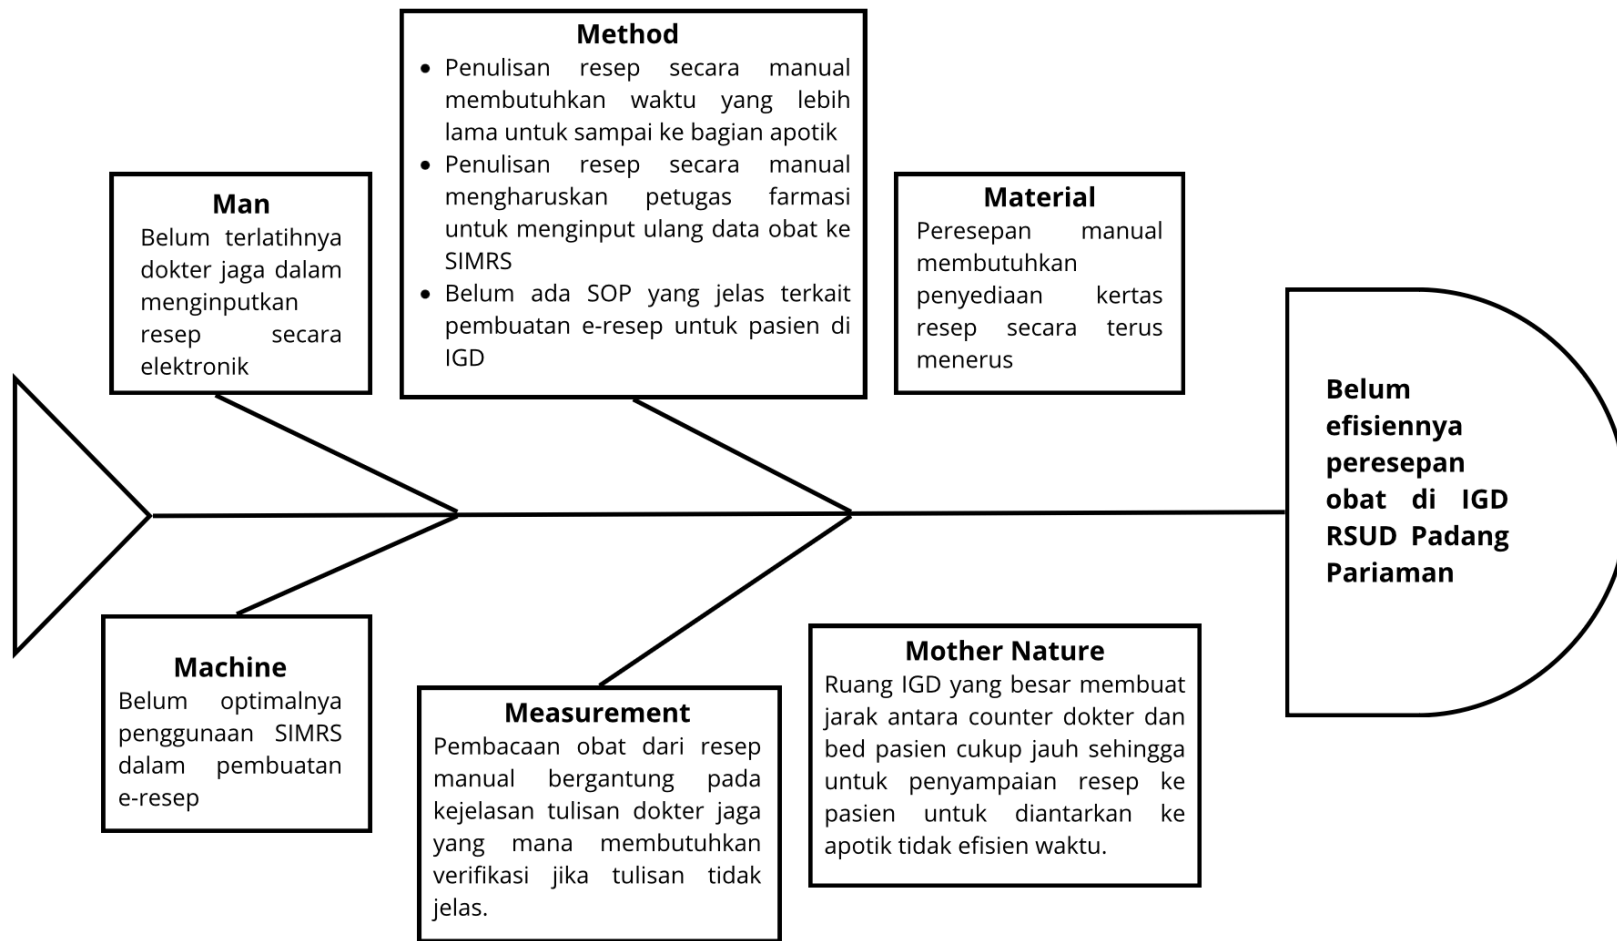 Method
• Penulisan resep secara manual
membutuhkan waktu yang lebih
lama untuk sampai ke bagian apotik
• Penulisan resep secara manual
mengharuskan petugas farmasi
untuk menginput ulang data obat ke
SIMRS
• Belum ada SOP yang jelas terkait
pembuatan e-resep untuk pasien di
IGD
Man
Belum terlatihnya
dokter jaga dalam
menginputkan
resep secara
elektronik
Material
Peresepan manual
membutuhkan
penyediaan kertas
resep secara terus
menerus
Belum
efisiennya
peresepan
obat di IGD
RSUD Padang
Pariaman
Machine
Belum optimalnya
penggunaan SIMRS
dalam pembuatan
e-resep
Measurement
Pembacaan obat dari resep
manual bergantung pada
kejelasan tulisan dokter jaga
yang mana membutuhkan
verifikasi jika tulisan tidak
jelas.
Mother Nature
Ruang IGD yang besar membuat
jarak antara counter dokter dan
bed pasien cukup jauh sehingga
untuk penyampaian resep ke
pasien untuk diantarkan ke
apotik tidak efisien waktu.